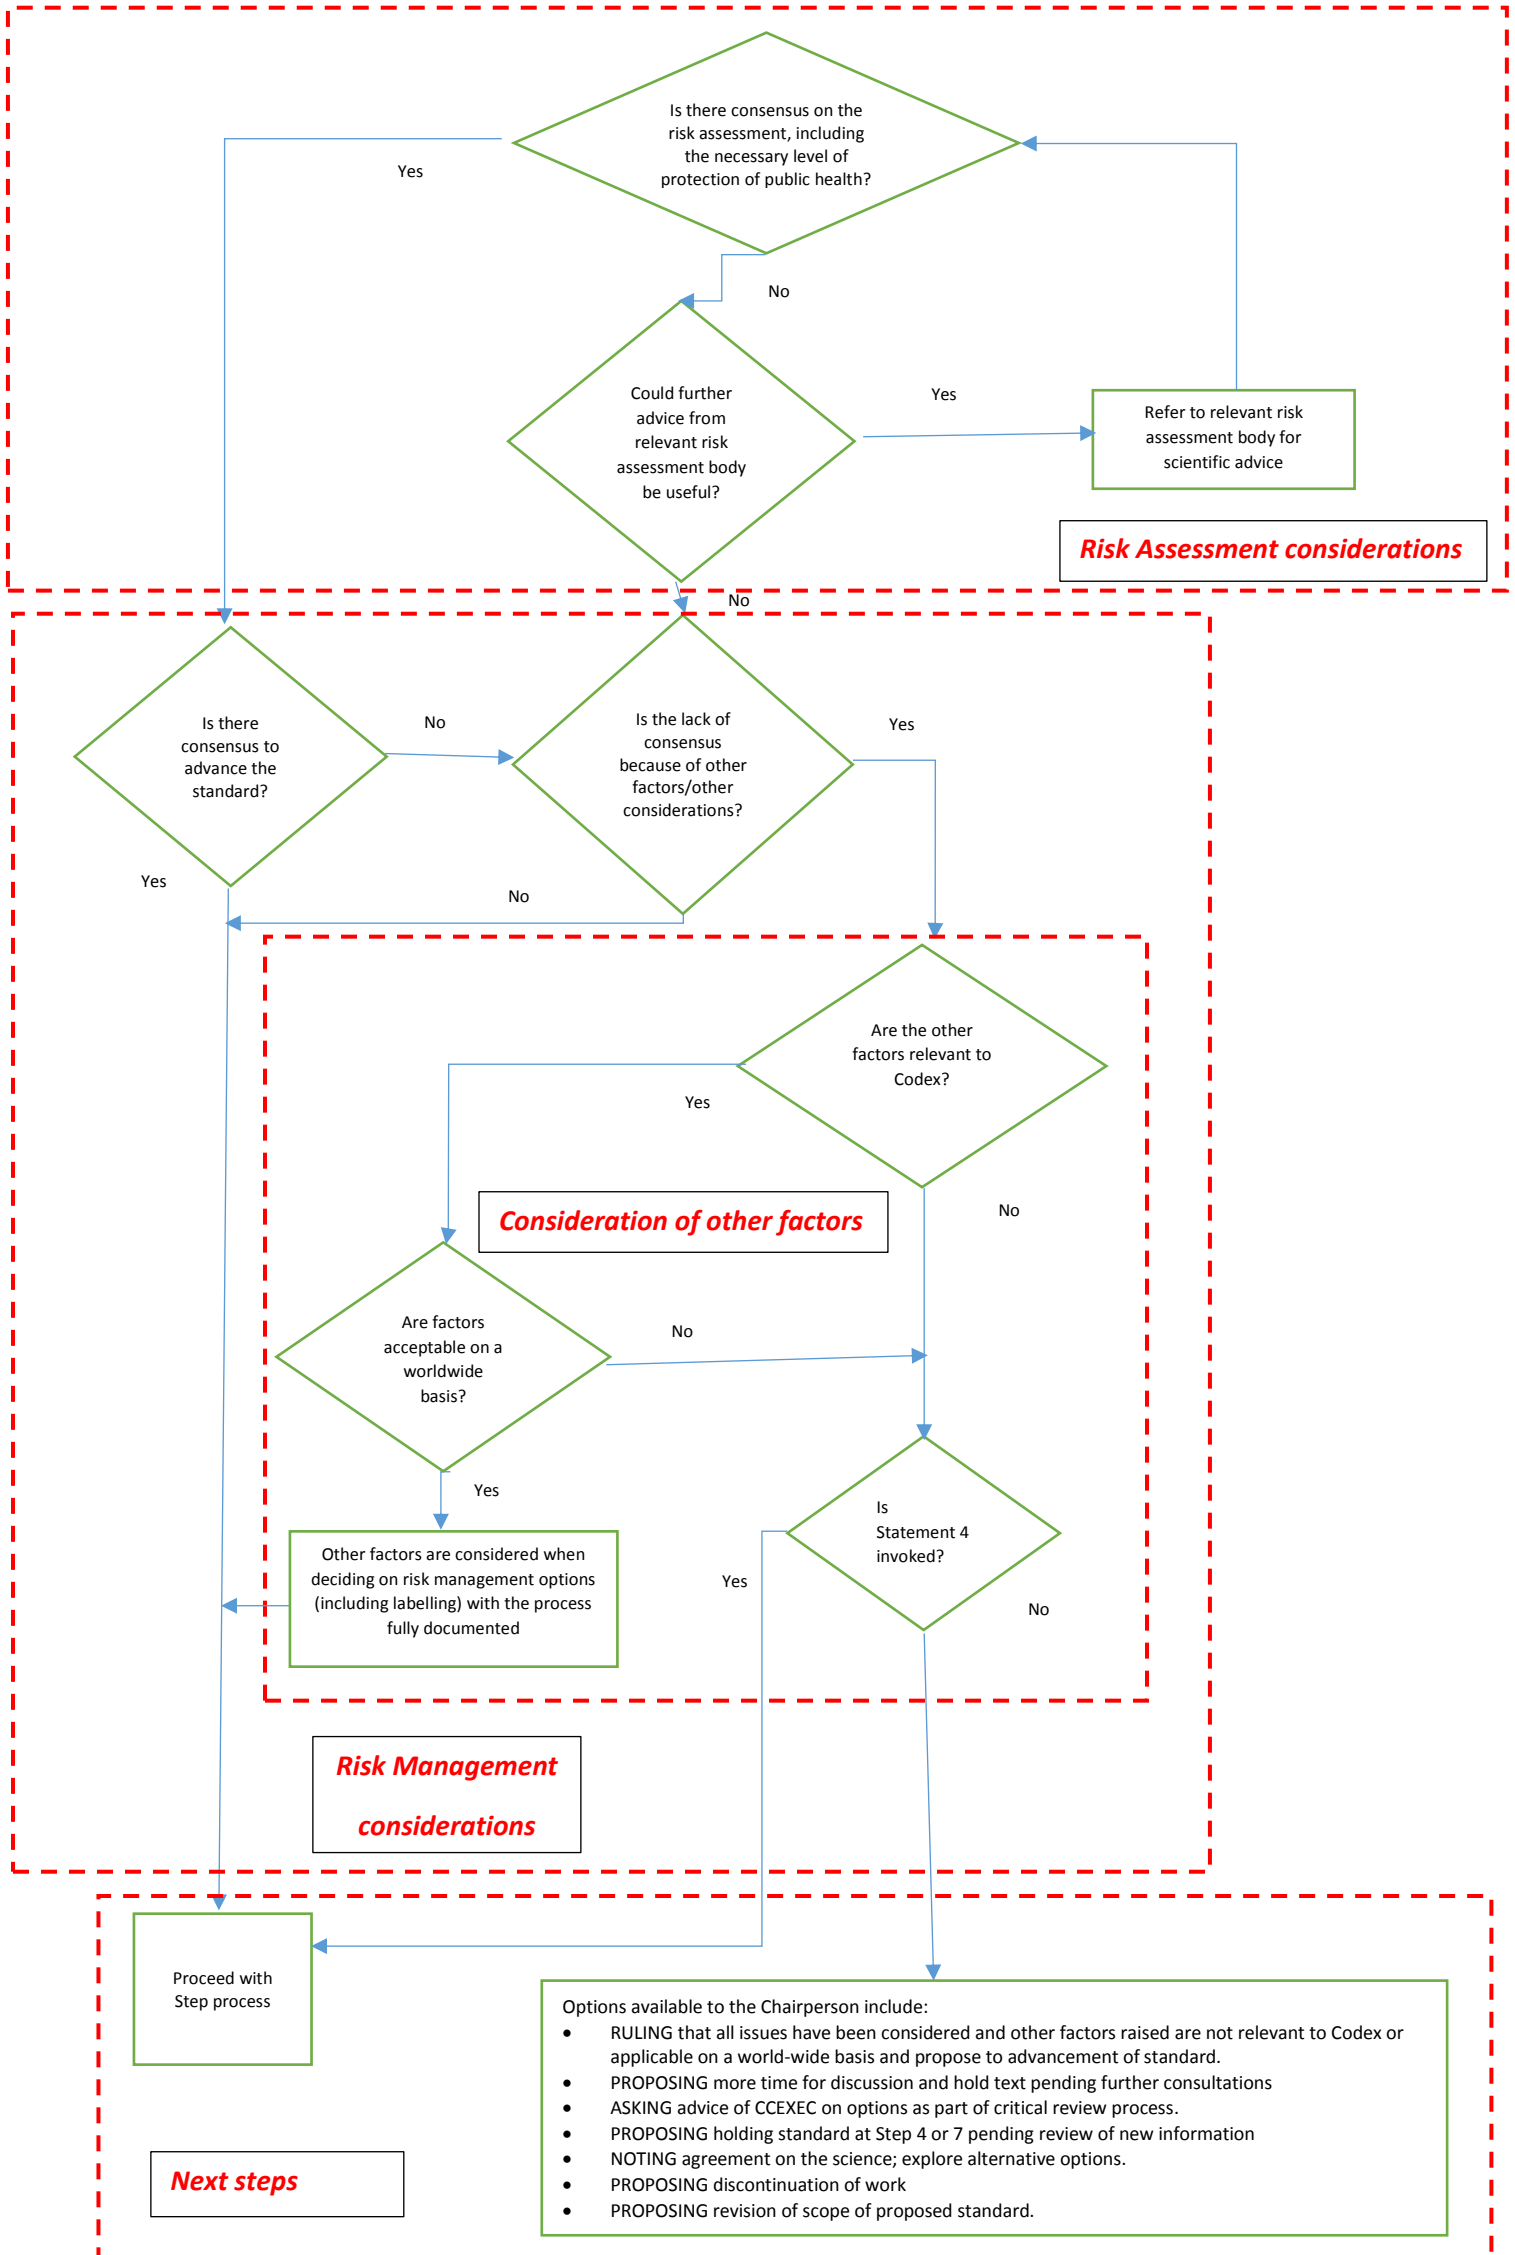 Is there consensus on the
risk assessment, including
the necessary level of
protection of public health?
Yes
No
Could further
advice from
relevant risk
assessment body
be useful?
Yes
Refer to relevant risk
assessment body for
scientific advice
Risk Assessment considerations
No
Is there
consensus to
advance the
standard?
No
Is the lack of
consensus
because of other
factors/other
considerations?
Yes
Yes
No
Are the other
factors relevant to
Codex?
Yes
No
Consideration of other factors
Are factors
acceptable on a
worldwide
basis?
No
Yes
Is
Statement 4
invoked?
Other factors are considered when
deciding on risk management options
(including labelling) with the process
fully documented
Yes
No
Risk Management
considerations
Proceed with
Step process
Options available to the Chairperson include:
• RULING that all issues have been considered and other factors raised are not relevant to Codex or
applicable on a world-wide basis and propose to advancement of standard.
• PROPOSING more time for discussion and hold text pending further consultations
• ASKING advice of CCEXEC on options as part of critical review process.
• PROPOSING holding standard at Step 4 or 7 pending review of new information
• NOTING agreement on the science; explore alternative options.
• PROPOSING discontinuation of work
• PROPOSING revision of scope of proposed standard.
Next steps